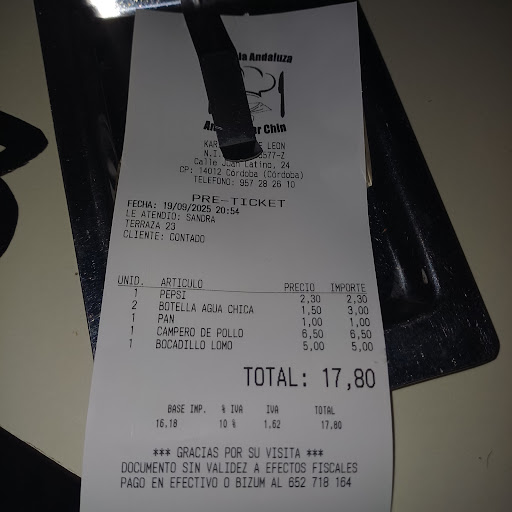 la Andaluza
Chin
LEON
Calle Juan Latino, 24
CP: 14012 Córdoba (Córdoba)
TELEFONO: 957 28 26 10
PRE-TICKET
FECHA: 19/09/2025 20:54
LE ATENDIO: SANDRA
TERRAZA 23
CLIENTE: CONTADO
UNID. ARTICULO PRECIO IMPORTE
1 PEPSI 2,30 2,30
2 BOTELLA AGUA CHICA 1,50 3,00
1 PAN 1,00 1,00
1 CAMPERO DE POLLO 6,50 6,50
1 BOCADILLO LOMO 5,00 5,00
TOTAL: 17,80
BASE IMP. % IVA IVA TOTAL
16.18 10 % 1.62 17.80
*** GRACIAS POR SU VISITA ***
DOCUMENTO SIN VALIDEZ A EFECTOS FISCALES
PAGO EN EFECTIVO O BIZUM AL 652 718 164